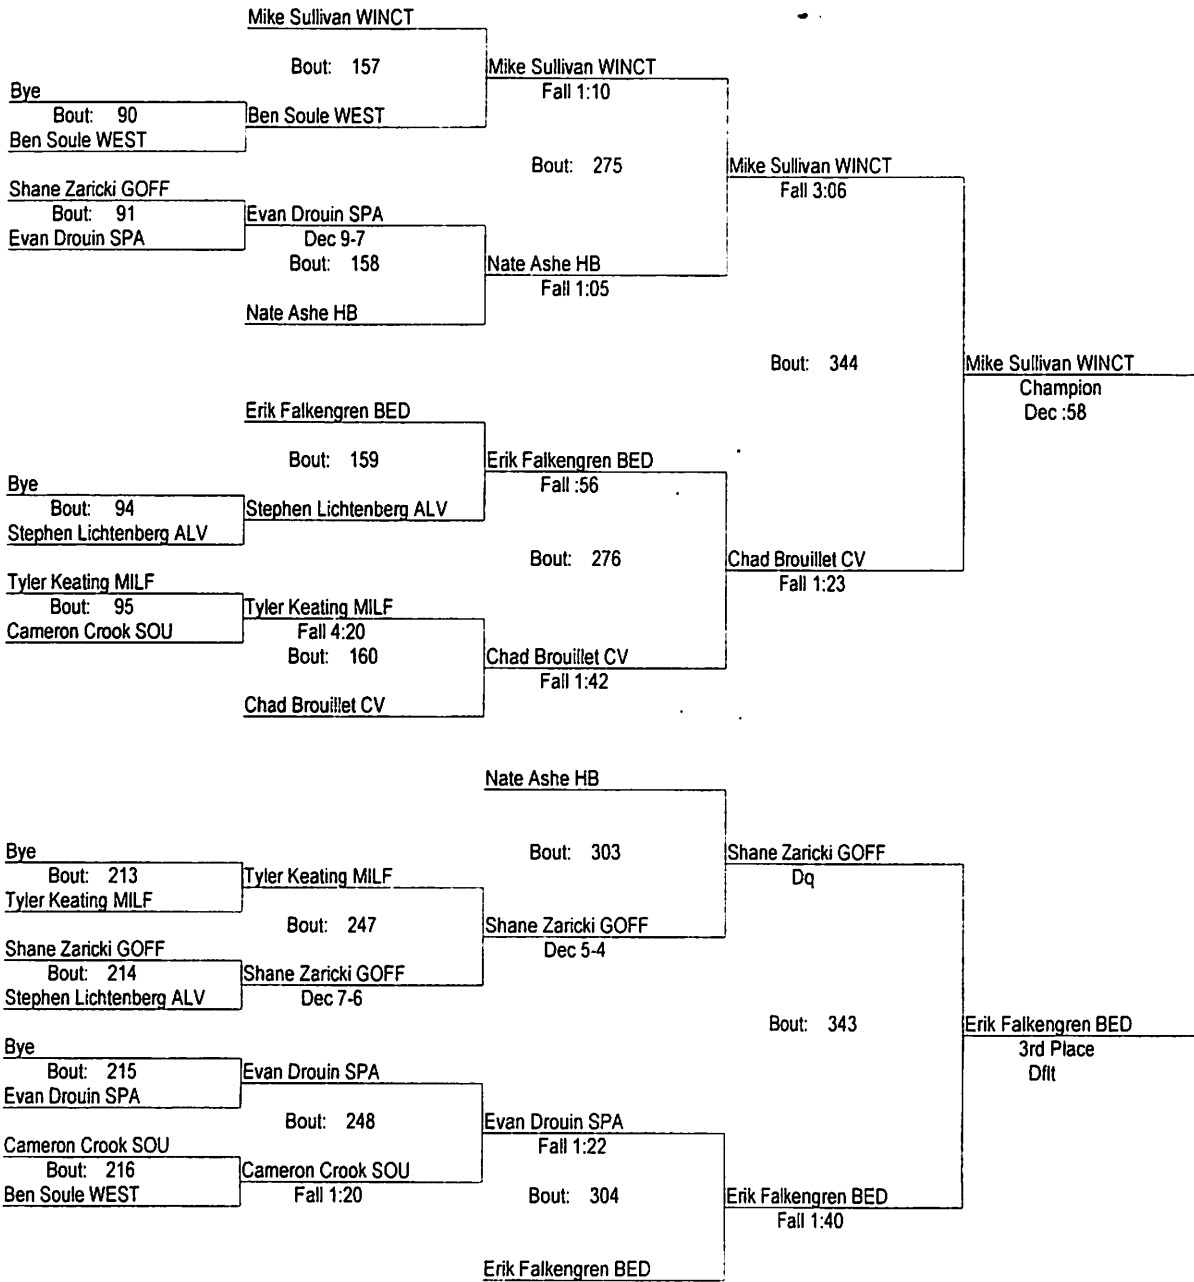 Mike Sullivan WINCT
Bout: 157
Mike Sullivan WINCT
Fall 1:10
Bye
Bout: 90
Ben Soule WEST
Ben Soule WEST
Bout: 275
Mike Sullivan WINCT
Fall 3:06
Shane Zaricki GOFF
Bout: 91
Evan Drouin SPA
Evan Drouin SPA
Dec 9-7
Bout: 158
Nate Ashe HB
Fall 1:05
Nate Ashe HB
Bout: 344
Mike Sullivan WINCT
Champion
Dec :58
Erik Falkengren BED
Bout: 159
Erik Falkengren BED
Fall :56
Bye
Bout: 94
Stephen Lichtenberg ALV
Stephen Lichtenberg ALV
Bout: 276
Chad Brouillet CV
Fall 1:23
Tyler Keating MILF
Bout: 95
Cameron Crook SOU
Tyler Keating MILF
Fall 4:20
Bout: 160
Chad Brouillet CV
Fall 1:42
Chad Brouillet CV
Nate Ashe HB
Bout: 303
Shane Zaricki GOFF
Dq
Bye
Bout: 213
Tyler Keating MILF
Tyler Keating MILF
Bout: 247
Shane Zaricki GOFF
Dec 5-4
Shane Zaricki GOFF
Bout: 214
Stephen Lichtenberg ALV
Shane Zaricki GOFF
Dec 7-6
Bout: 343
Erik Falkengren BED
3rd Place
Dflt
Bye
Bout: 215
Evan Drouin SPA
Evan Drouin SPA
Bout: 248
Evan Drouin SPA
Fall 1:22
Cameron Crook SOU
Bout: 216
Ben Soule WEST
Cameron Crook SOU
Fall 1:20
Bout: 304
Erik Falkengren BED
Fall 1:40
Erik Falkengren BED